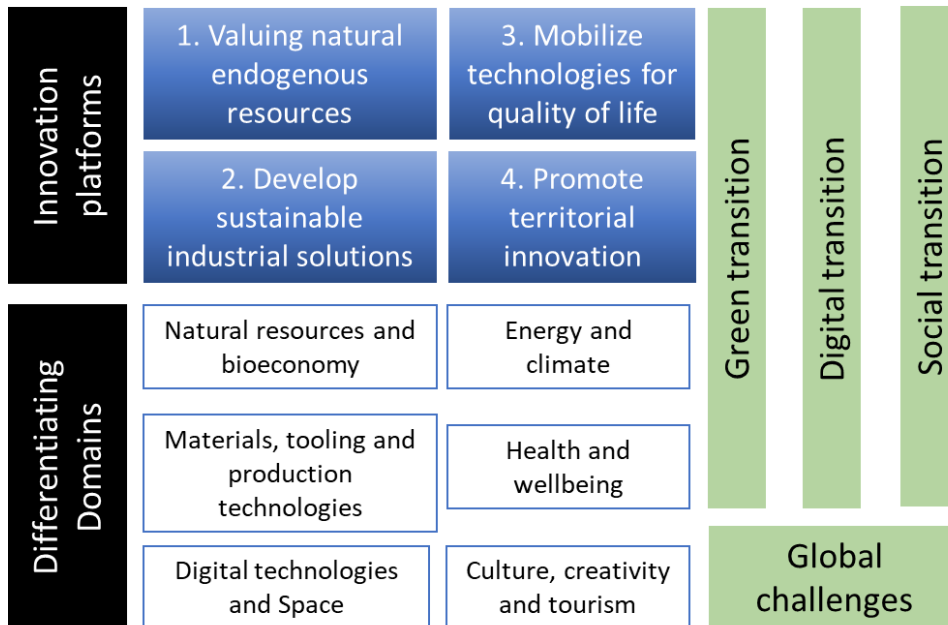 Innovation
platforms
1. Valuing natural
endogenous
resources
3. Mobilize
technologies for
quality of life
2. Develop
sustainable
industrial solutions
4. Promote
territorial
innovation
Differentiating
Domains
Natural resources and
bioeconomy
Energy and
climate
Materials, tooling and
production
technologies
Health and
wellbeing
Digital technologies
and Space
Culture, creativity
and tourism
Green transition
Digital transition
Social transition
Global
challenges